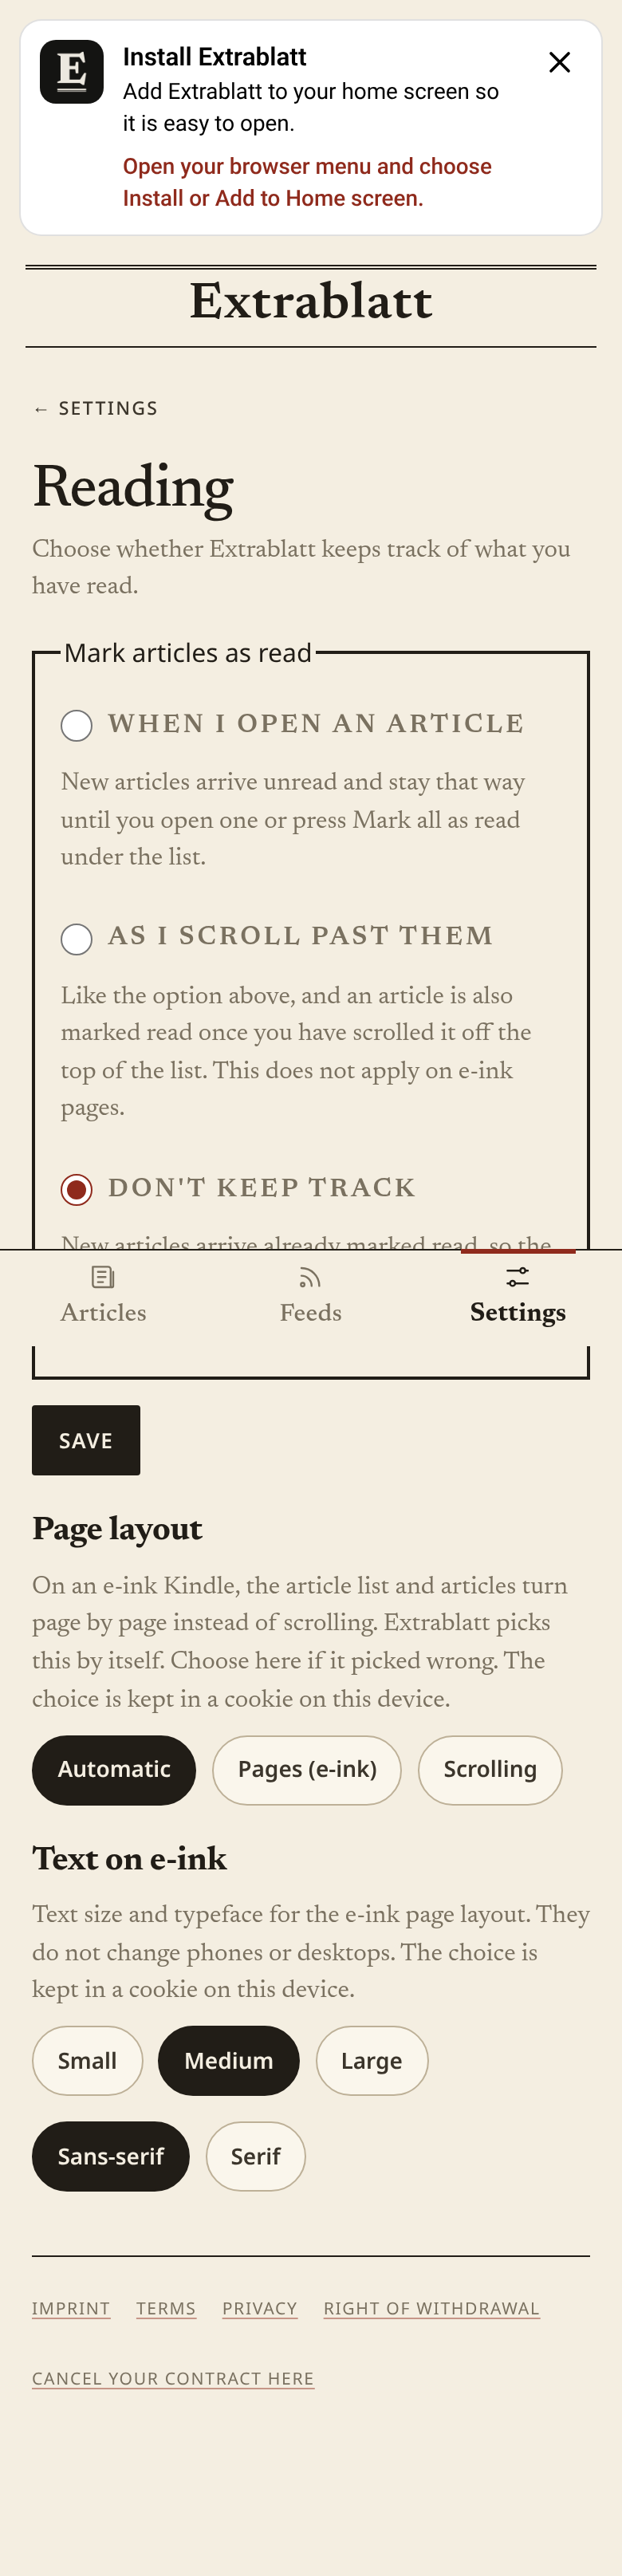 E
Install Extrablatt
Add Extrablatt to your home screen so
it is easy to open.
Open your browser menu and choose
Install or Add to Home screen.
Extrablatt
← SETTINGS
Reading
Choose whether Extrablatt keeps track of what you
have read.
Mark articles as read
WHEN I OPEN AN ARTICLE
New articles arrive unread and stay that way
until you open one or press Mark all as read
under the list.
AS I SCROLL PAST THEM
Like the option above, and an article is also
marked read once you have scrolled it off the
top of the list. This does not apply on e-ink
pages.
DON'T KEEP TRACK
New articles arrive already marked read, so the
Articles
Feeds
Settings
SAVE
Page layout
On an e-ink Kindle, the article list and articles turn
page by page instead of scrolling. Extrablatt picks
this by itself. Choose here if it picked wrong. The
choice is kept in a cookie on this device.
Automatic
Pages (e-ink)
Scrolling
Text on e-ink
Text size and typeface for the e-ink page layout. They
do not change phones or desktops. The choice is
kept in a cookie on this device.
Small
Medium
Large
Sans-serif
Serif
IMPRINT TERMS PRIVACY RIGHT OF WITHDRAWAL
CANCEL YOUR CONTRACT HERE